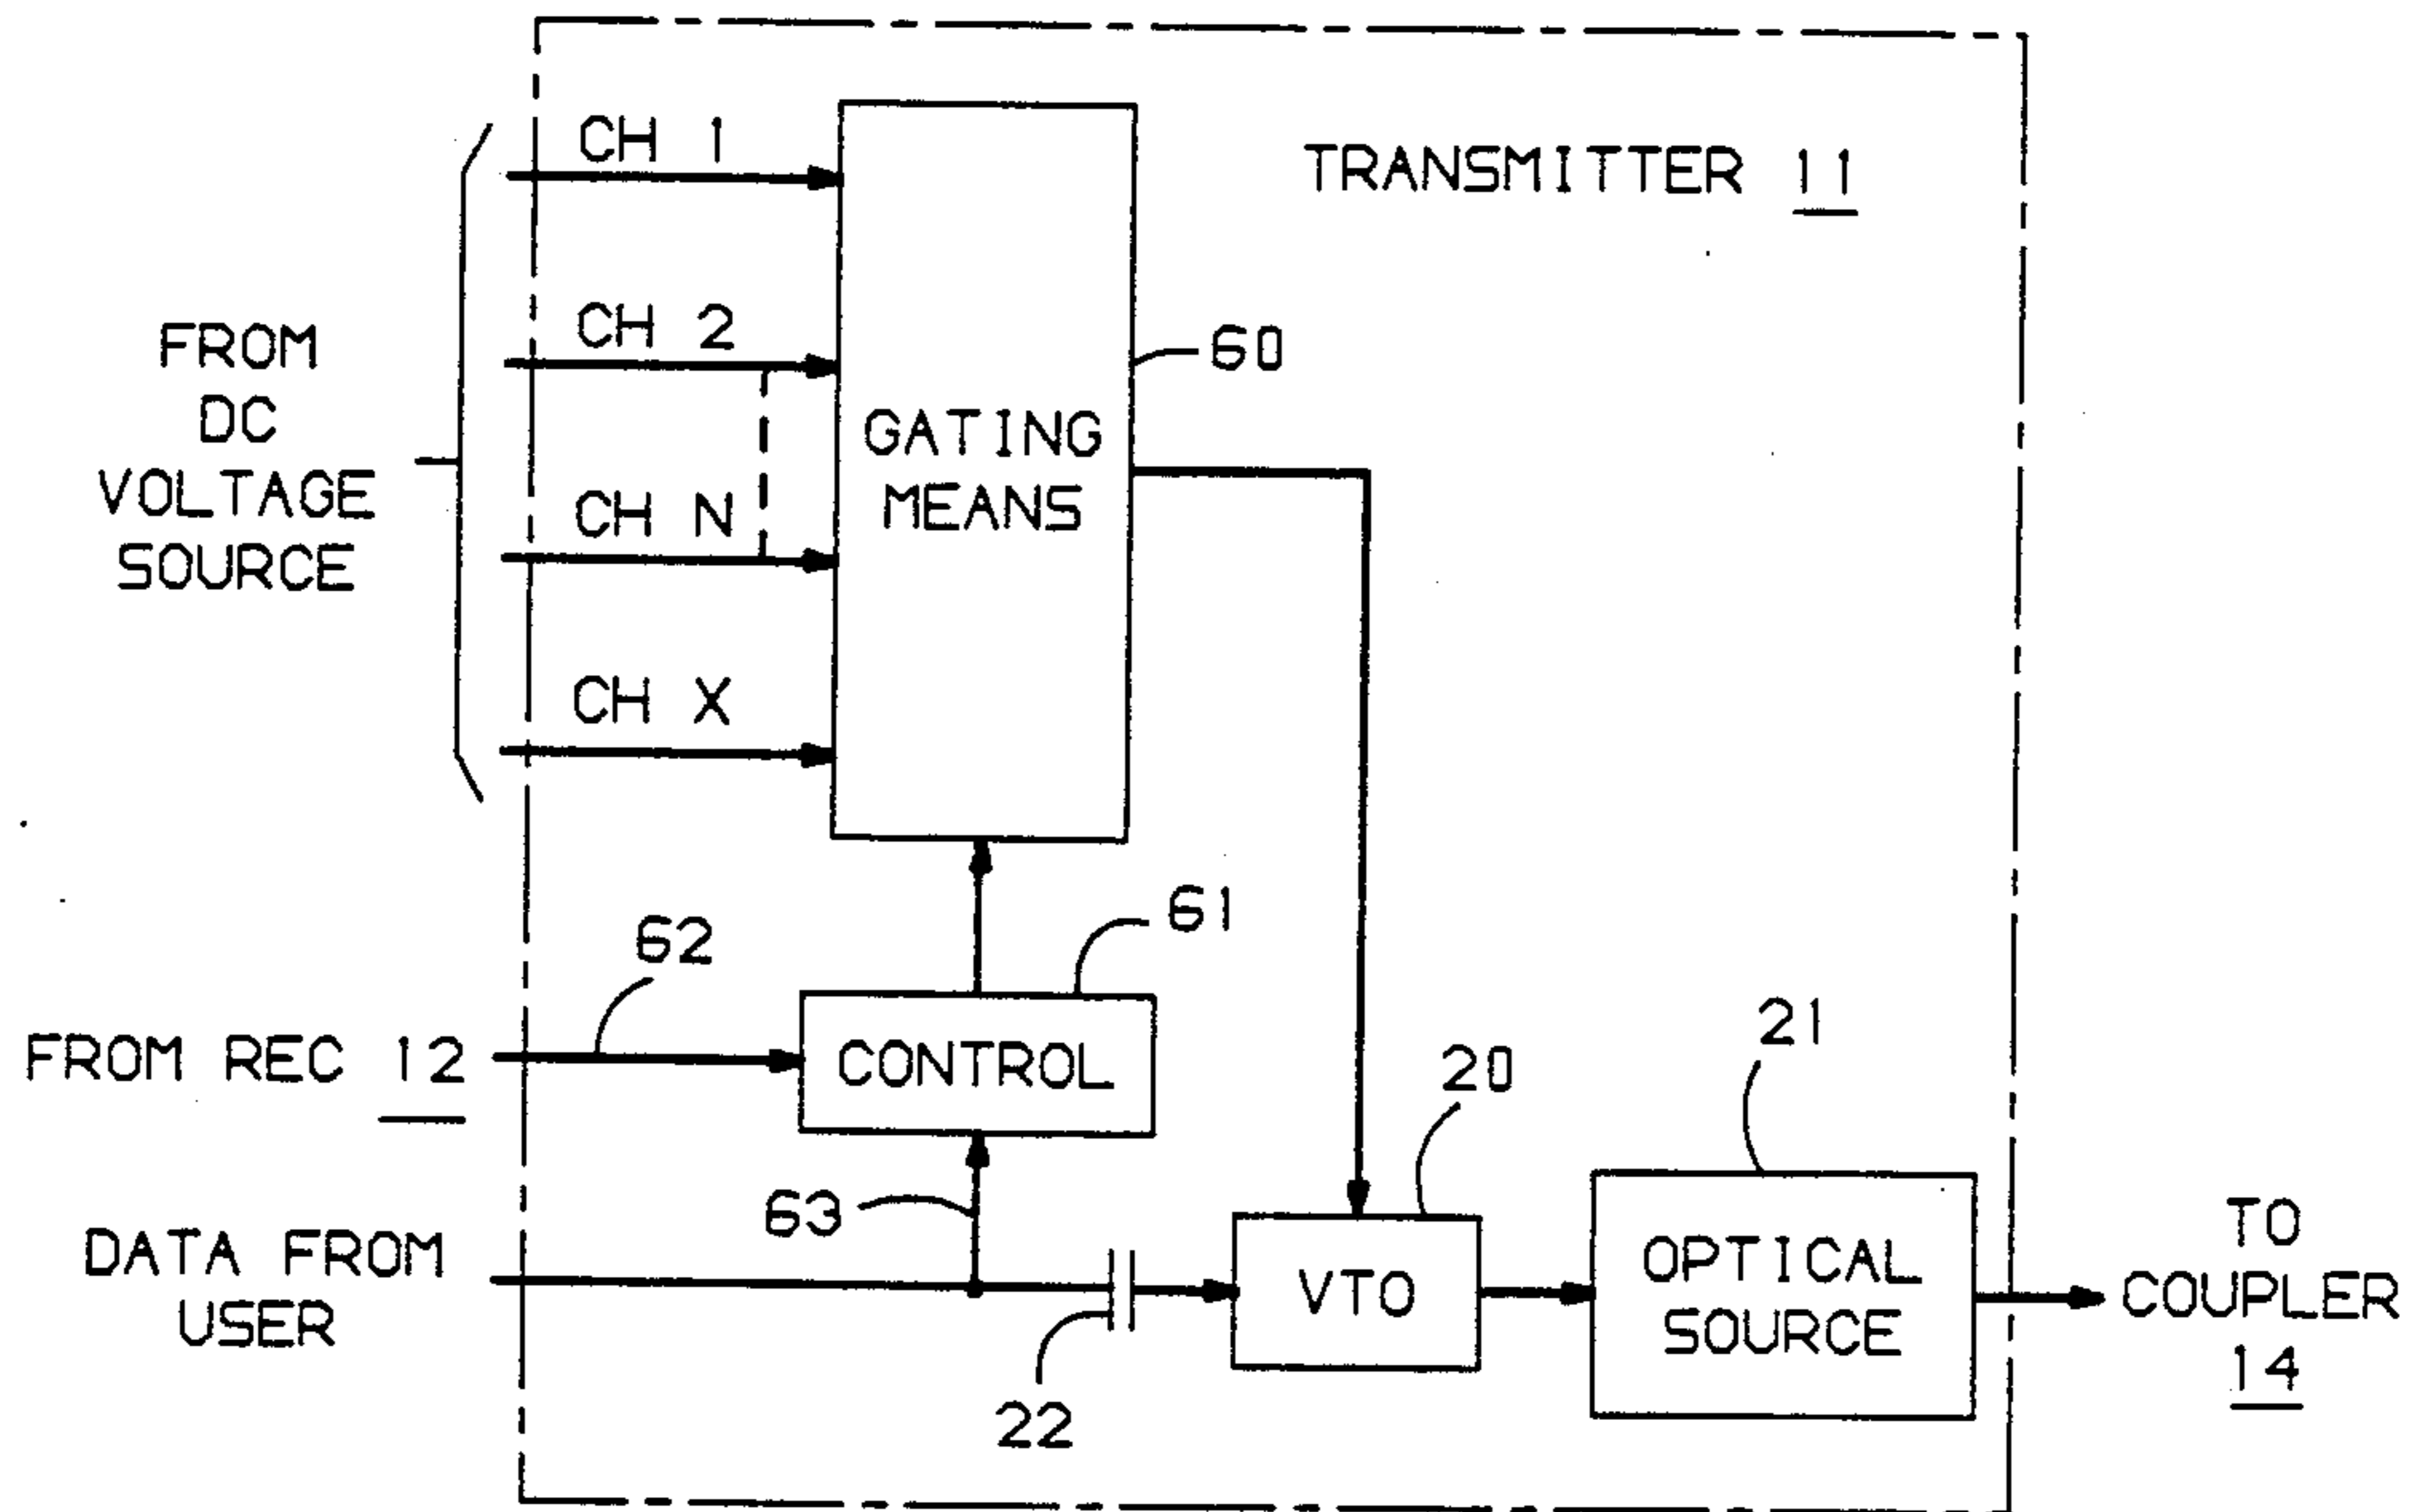 CH 1
TRANSMITTER 11
CH 2
60
FROM
DC
VOLTAGE
SOURCE
GATING
MEANS
CH N
CH X
61
62
FROM REC 12
CONTROL
20
21
63
DATA FROM
USER
22
VTO
OPTICAL
SOURCE
TO
COUPLER
14